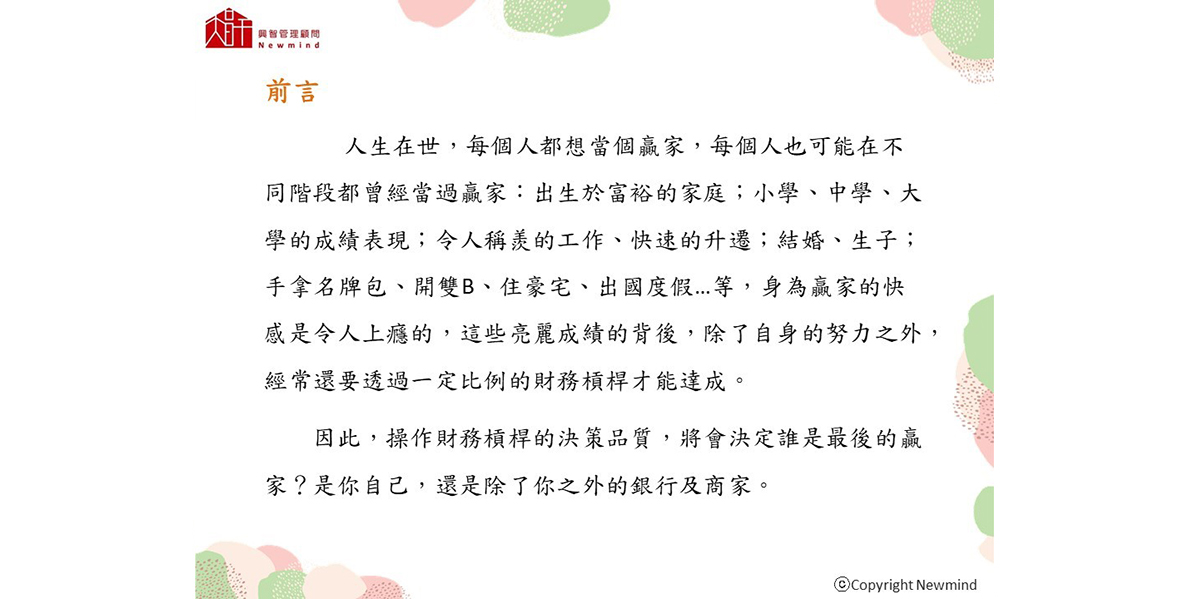 興智管理顧問
Newmind
前言
人生在世，每個人都想當個贏家，每個人也可能在不
同階段都曾經當過贏家：出生於富裕的家庭；小學、中學、大
學的成績表現；令人稱羨的工作、快速的升遷；結婚、生子；
手拿名牌包、開雙B、住豪宅、出國度假…等，身為贏家的快
感是令人上癮的，這些亮麗成績的背後，除了自身的努力之外，
經常還要透過一定比例的財務槓桿才能達成。
因此，操作財務槓桿的決策品質，將會決定誰是最後的贏
家？是你自己，還是除了你之外的銀行及商家。
ⓒCopyright Newmind